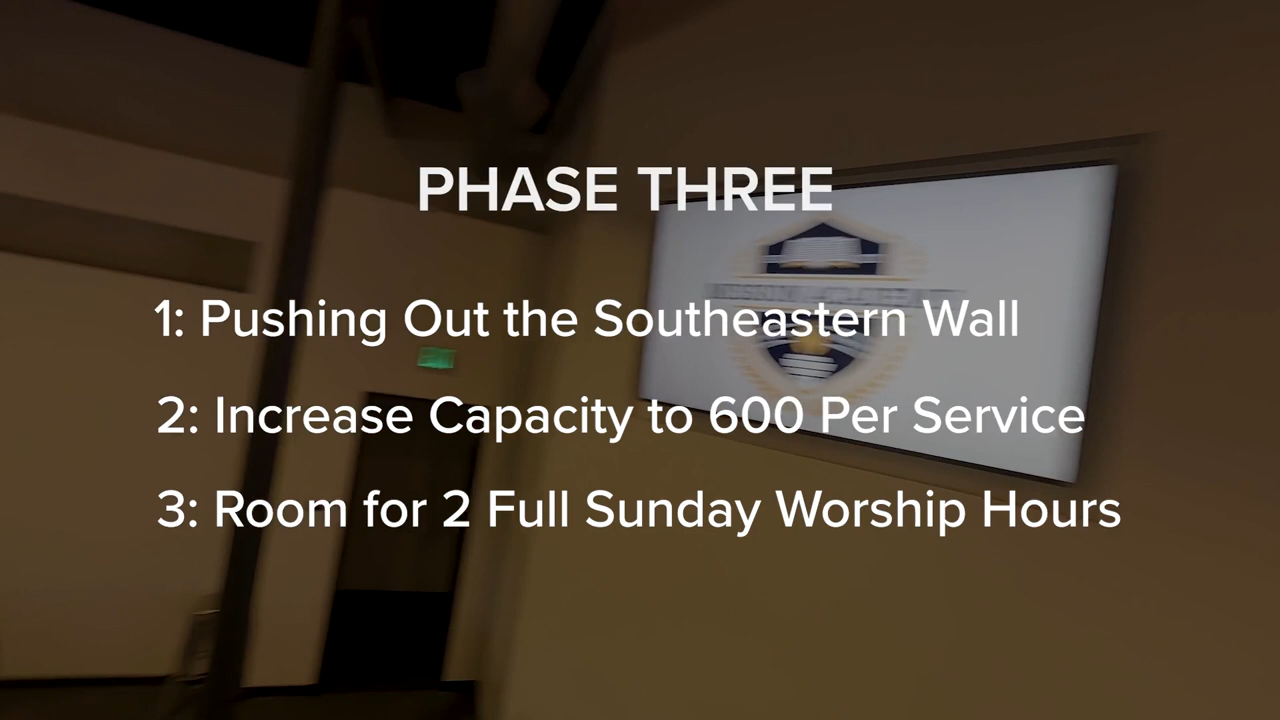 PHASE THREE
1: Pushing Out the Southeastern Wall
2: Increase Capacity to 600 Per Service
3: Room for 2 Full Sunday Worship Hours